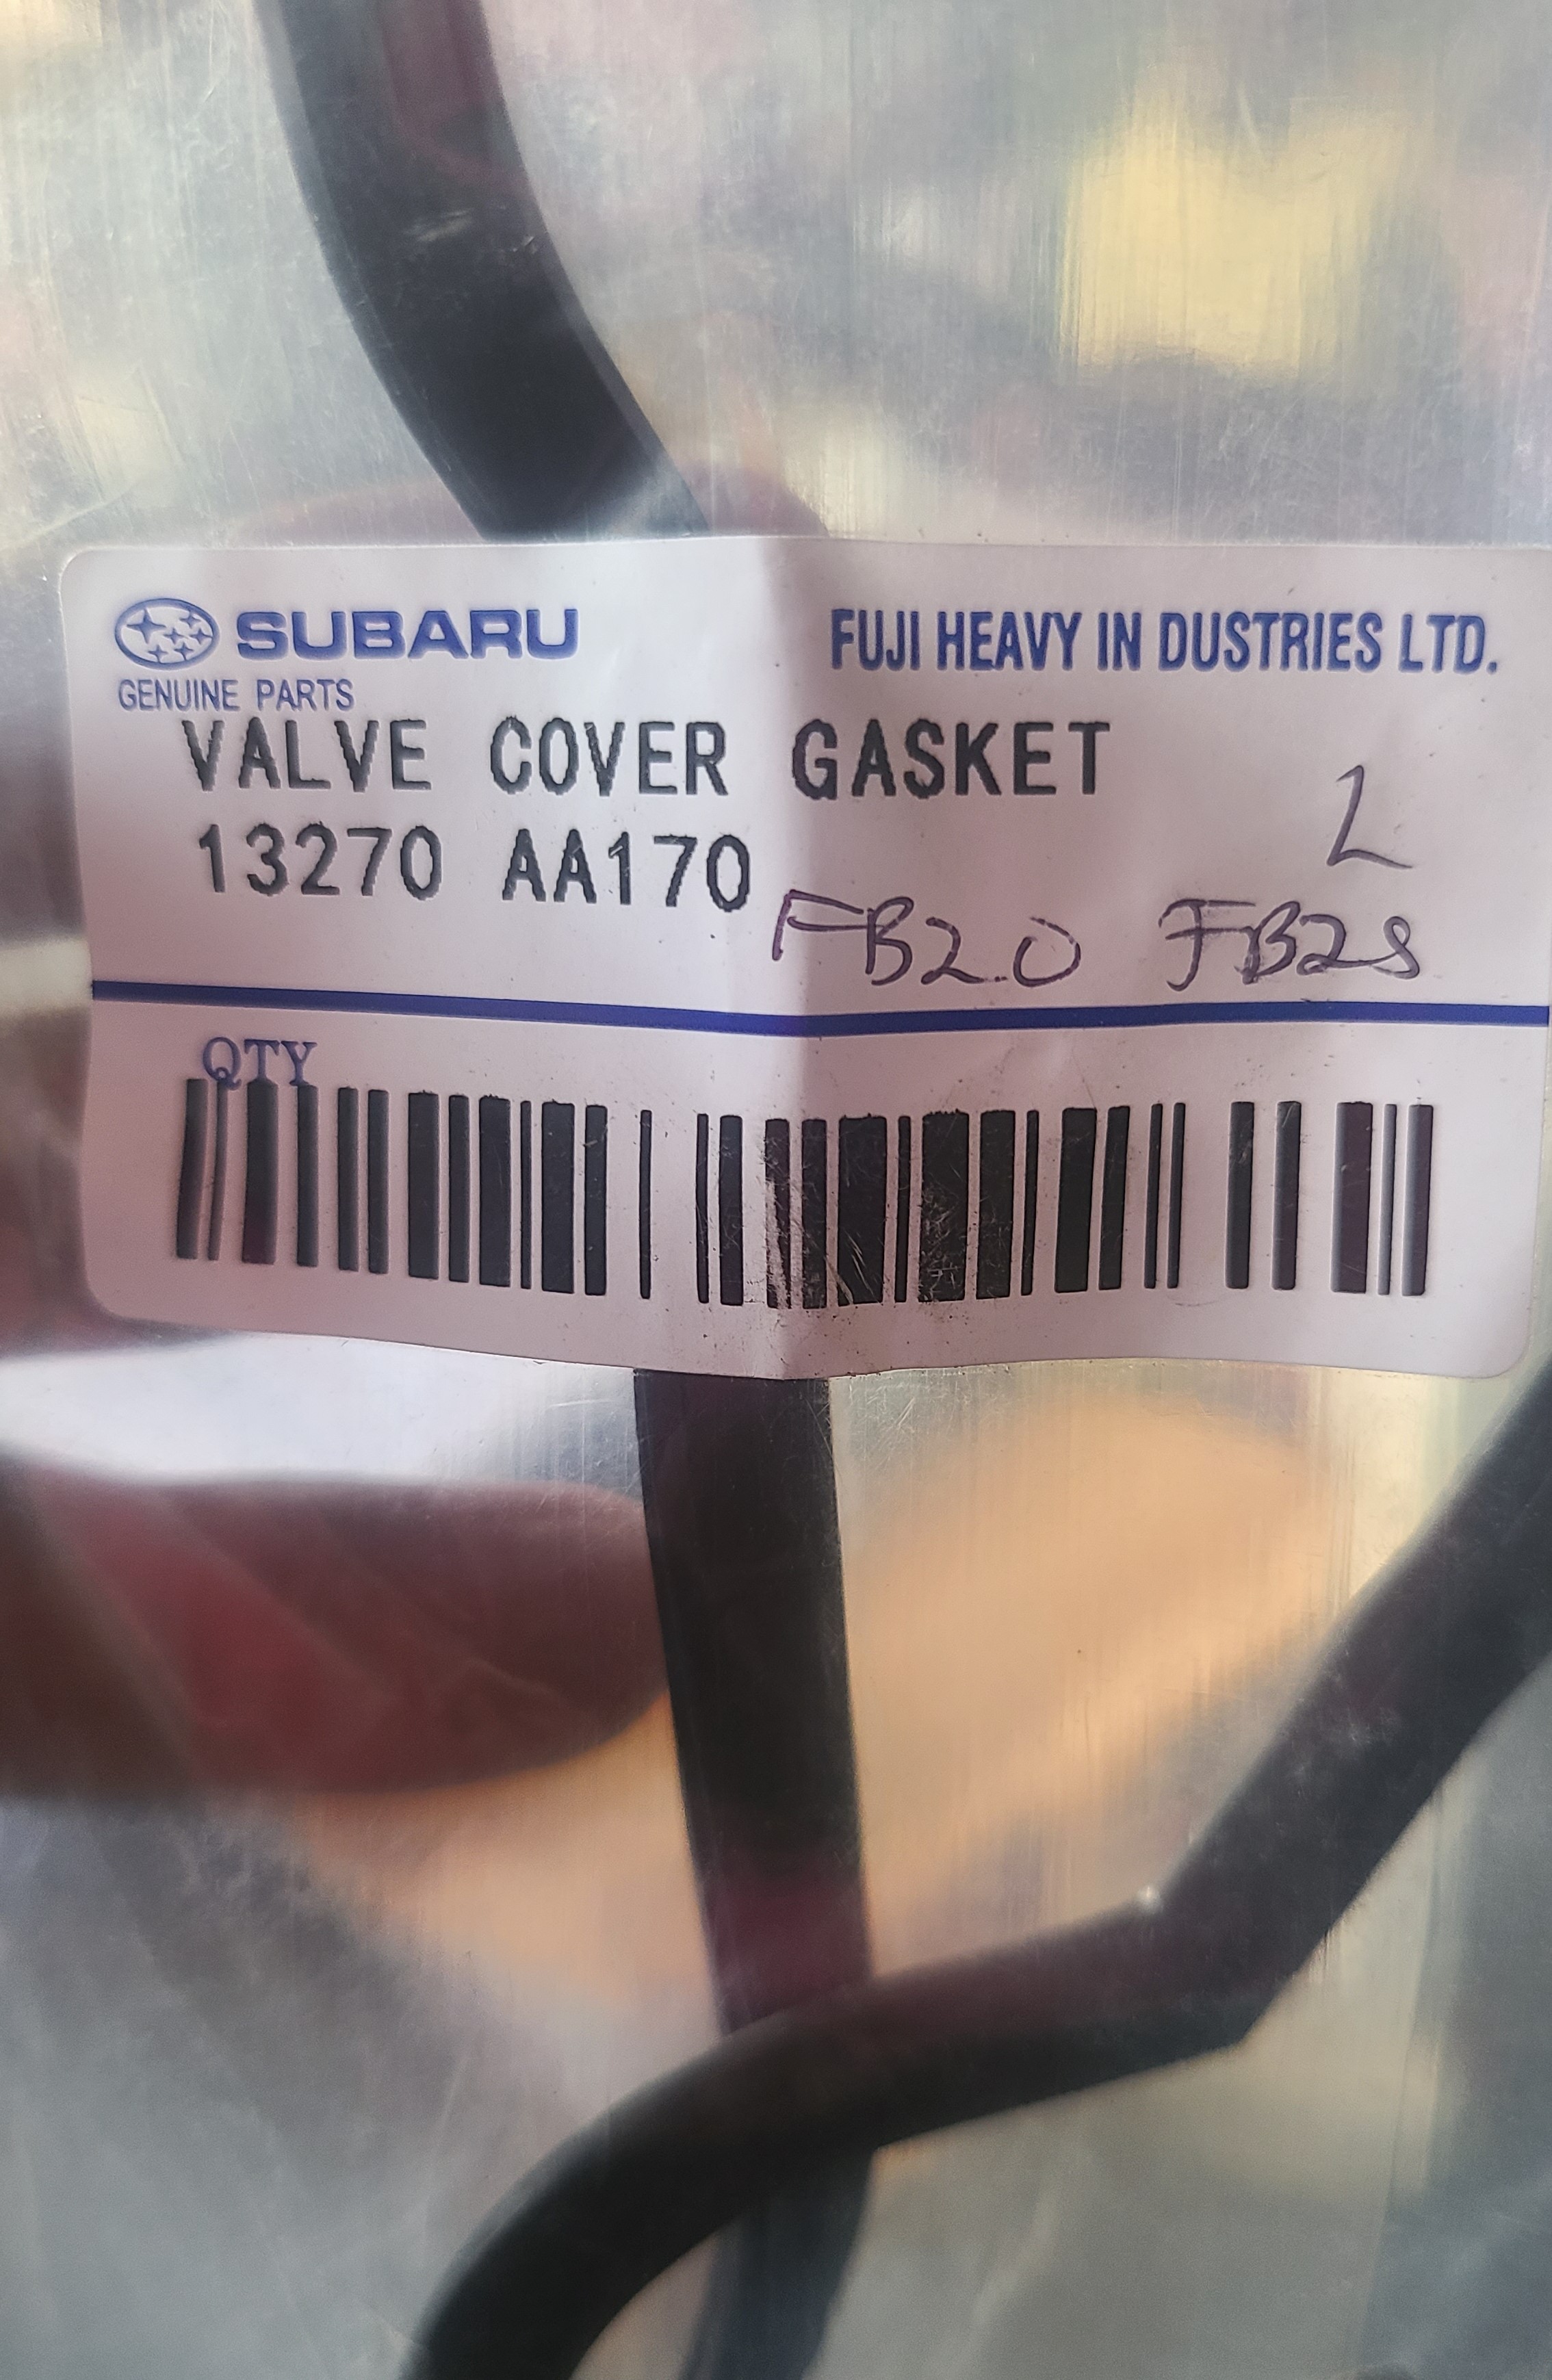 SUBARU FUJI HEAVY IN DUSTRIES LTD.
GENUINE PARTS
VALVE COVER GASKET
L
13270 AA170
FB20 FB25
QTY